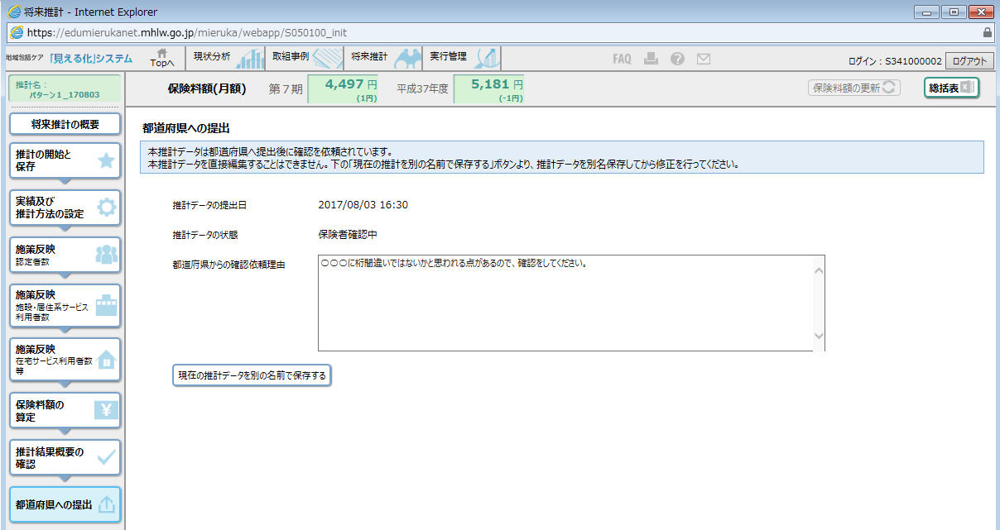 将来推計 - Internet Explorer
https://edumierukanet.mhlw.go.jp/mieruka/webapp/S050100_init
地域包括ケア「見える化」システム
Topへ
現状分析
取組事例
将来推計
実行管理
FAQ
ログイン：S341000002
ログアウト
推計名：
パターン1_170803
保険料額(月額)
第７期
4,497 円
(1円)
平成37年度
5,181 円
(-1円)
保険料額の更新
総括表
将来推計の概要
推計の開始と
保存
実績及び
推計方法の設定
施策反映
認定者数
施策反映
施設・居住系サービス
利用者数
施策反映
在宅サービス利用者数
等
保険料額の
算定
¥
推計結果概要の
確認
都道府県への提出
都道府県への提出
本推計データは都道府県へ提出後に確認を依頼されています。
本推計データを直接編集することはできません。下の「現在の推計を別の名前で保存する」ボタンより、推計データを別名保存してから修正を行ってください。
推計データの提出日
2017/08/03 16:30
推計データの状態
保険者確認中
都道府県からの確認依頼理由
○○○に桁間違いではないかと思われる点があるので、確認をしてください。
現在の推計データを別の名前で保存する